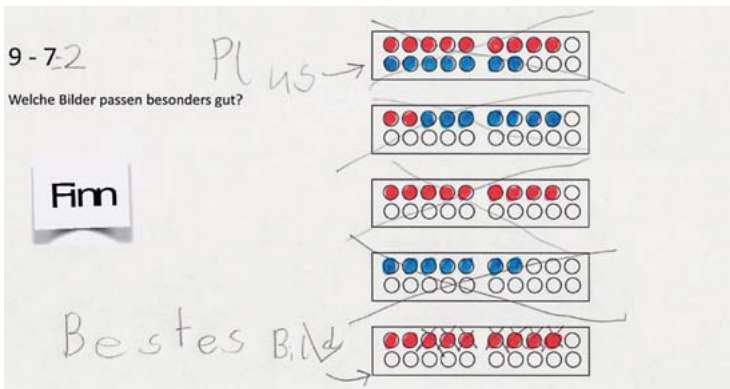 9 - 7=2
Plus
Welche Bilder passen besonders gut?
Finn
Bestes Bild